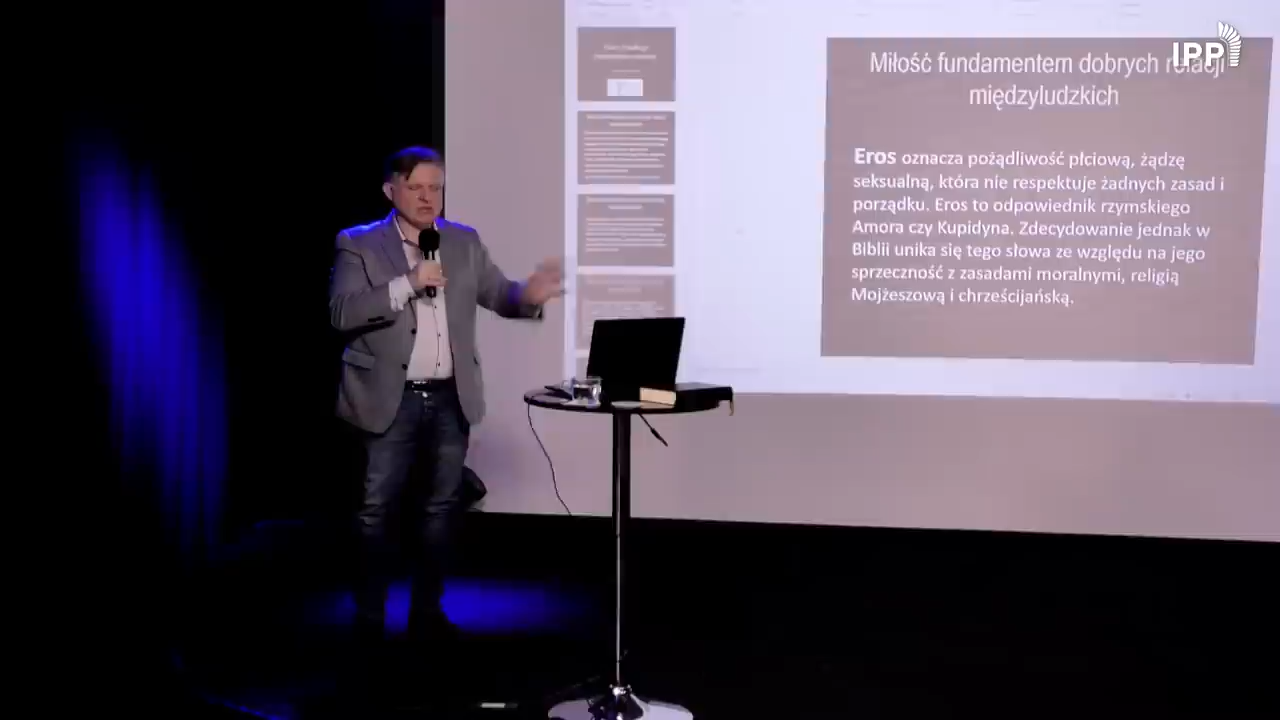 IPP
Miłość fundamentem dobrych relacji
międzyludzkich
Eros oznacza pożądliwość płciową, żądzę
seksualną, która nie respektuje żadnych zasad i
porządku. Eros to odpowiednik rzymskiego
Amora czy Kupidyna. Zdecydowanie jednak w
Biblii unika się tego słowa ze względu na jego
sprzeczność z zasadami moralnymi, religią
Mojżeszową i chrześcijańską.